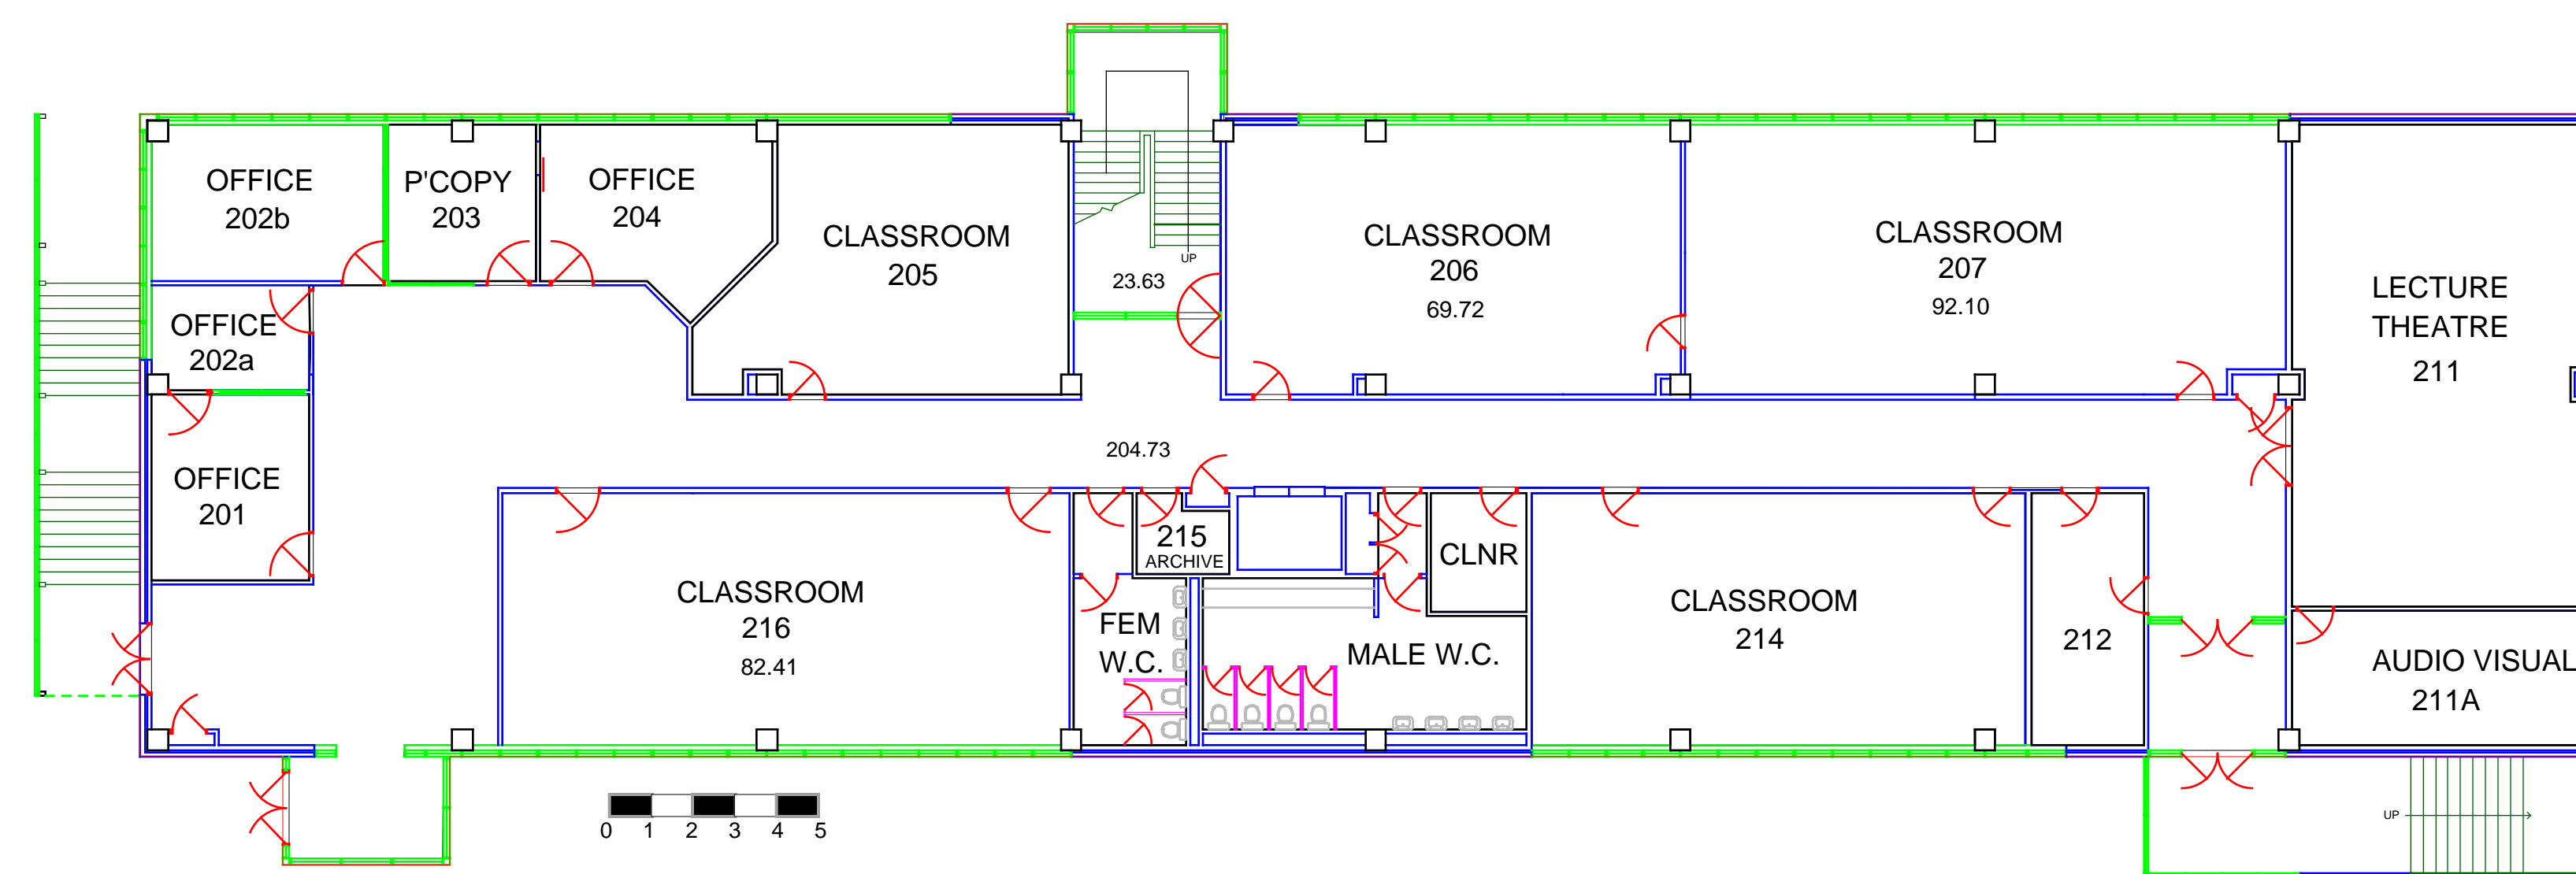 OFFICE
202b
P'COPY
203
OFFICE
204
CLASSROOM
205
UP
23.63
CLASSROOM
206
69.72
CLASSROOM
207
92.10
LECTURE
THEATRE
211
OFFICE
202a
OFFICE
201
204.73
CLASSROOM
216
82.41
215
ARCHIVE
FEM
W.C.
MALE W.C.
CLNR
CLASSROOM
214
212
AUDIO VISUAL
211A
0 1 2 3 4 5
UP